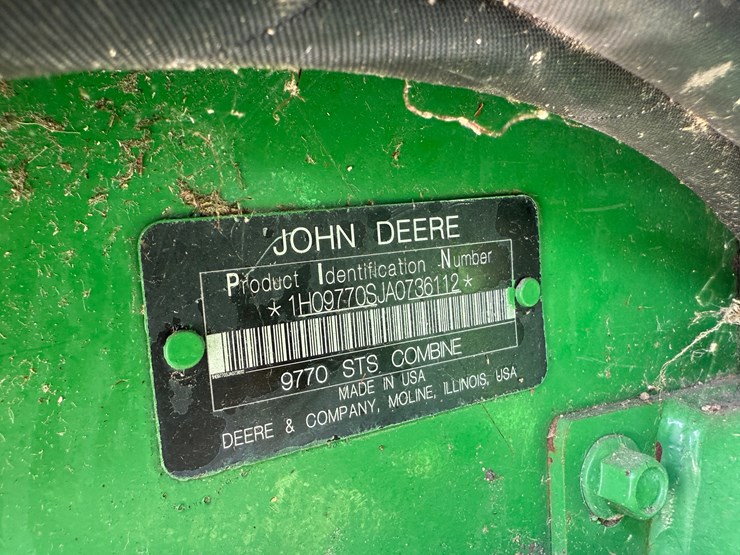 JOHN DEERE
Product Identification Number
*1H09770SJA0736112*
9770 STS COMBINE
MADE IN USA
DEERE & COMPANY, MOLINE, ILLINOIS, USA